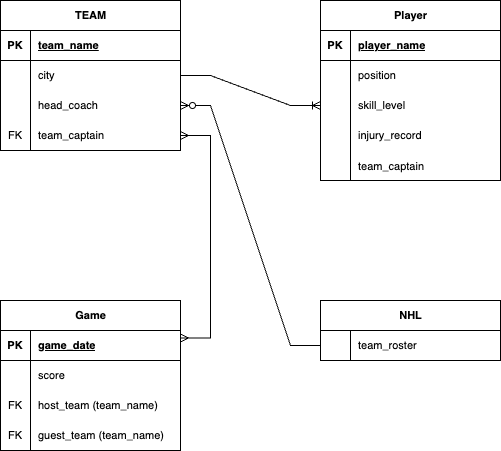 TEAM
PK team_name
city
head_coach
FK team_captain
Player
PK player_name
position
skill_level
injury_record
team_captain
Game
PK game_date
score
FK host_team (team_name)
FK guest_team (team_name)
NHL
team_roster